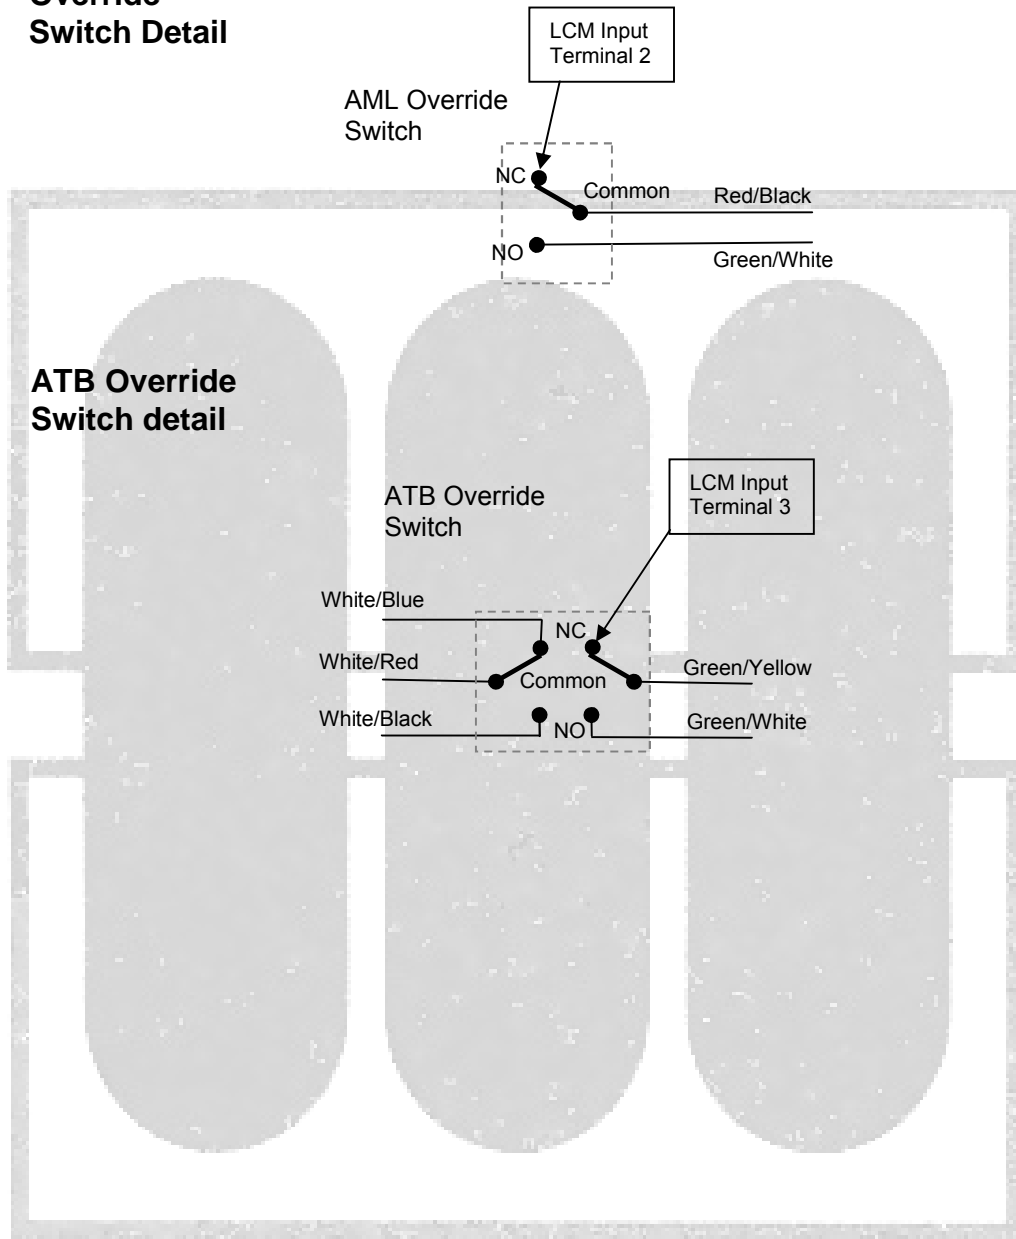 Override
Switch Detail
LCM Input
Terminal 2
AML Override
Switch
NC
Common
Red/Black
NO
Green/White
ATB Override
Switch detail
ATB Override
Switch
LCM Input
Terminal 3
White/Blue
NC
White/Red
Common
Green/Yellow
White/Black
NO
Green/White